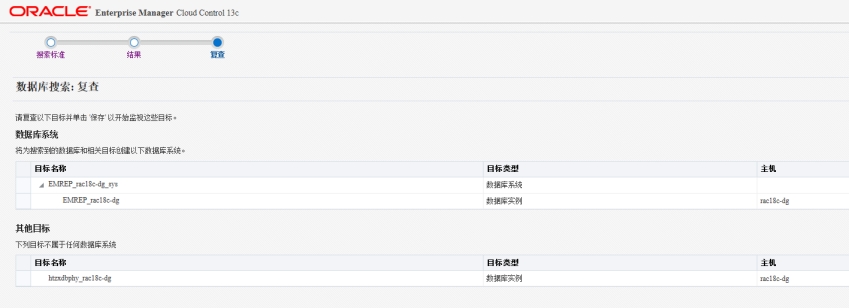 ORACLE® Enterprise Manager Cloud Control 13c
搜索标准 结果 复查
数据库搜索: 复查
请复查以下目标并单击 '保存' 以开始监视这些目标。
数据库系统
将为搜索到的数据库和相关目标创建以下数据库系统。
目标名称 目标类型 主机
EMREP_rac18c-dg_sys 数据库系统
EMREP_rac18c-dg 数据库实例 rac18c-dg
其他目标
下列目标不属于任何数据库系统
目标名称 目标类型 主机
htzxdbphy_rac18c-dg 数据库实例 rac18c-dg